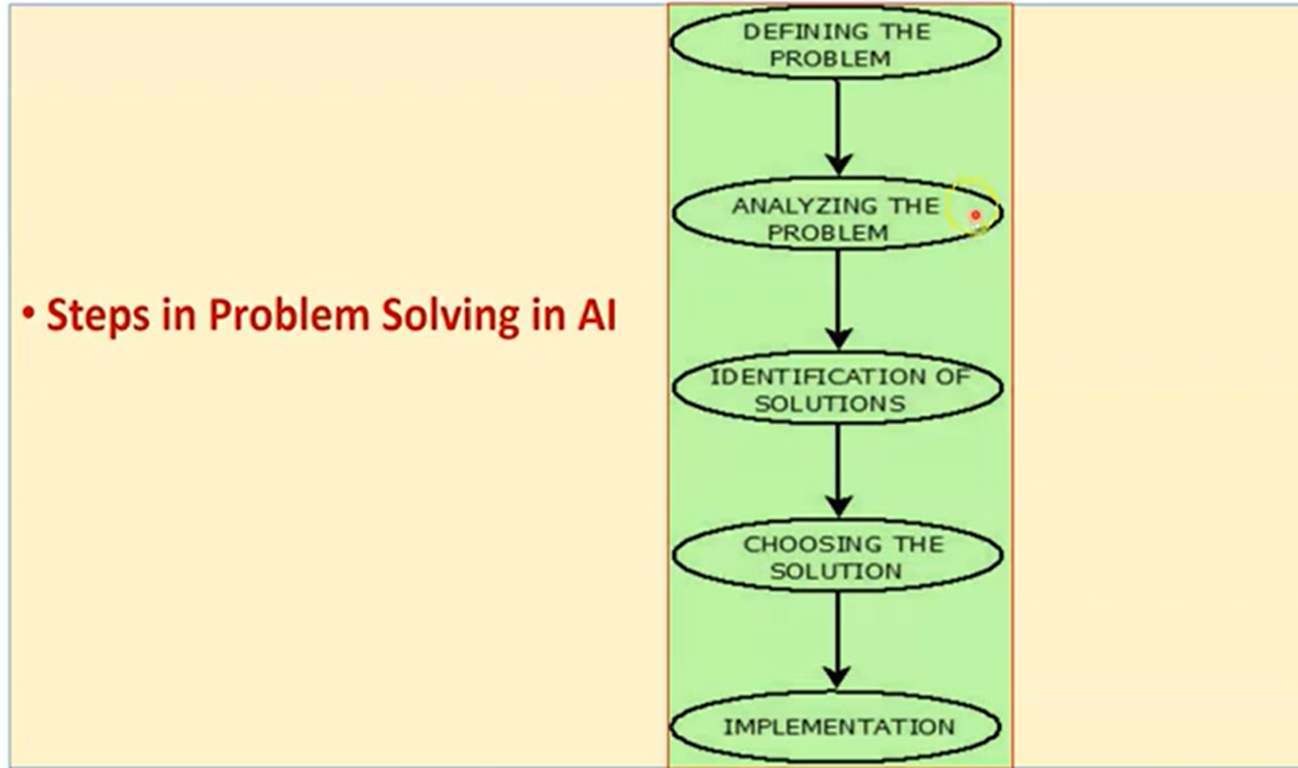 DEFINING THE
PROBLEM
ANALYZING THE
PROBLEM
• Steps in Problem Solving in AI
IDENTIFICATION OF
SOLUTIONS
CHOOSING THE
SOLUTION
IMPLEMENTATION